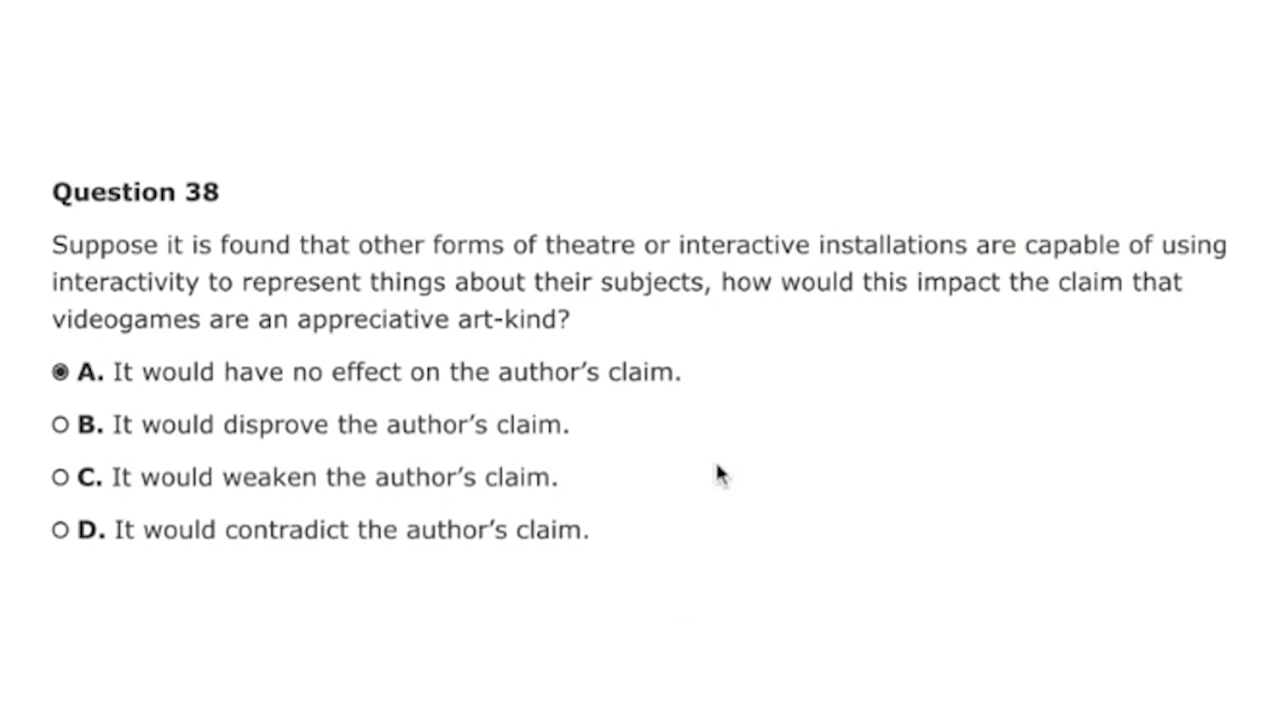 Question 38
Suppose it is found that other forms of theatre or interactive installations are capable of using
interactivity to represent things about their subjects, how would this impact the claim that
videogames are an appreciative art-kind?
A. It would have no effect on the author’s claim.
B. It would disprove the author’s claim.
C. It would weaken the author’s claim.
D. It would contradict the author’s claim.